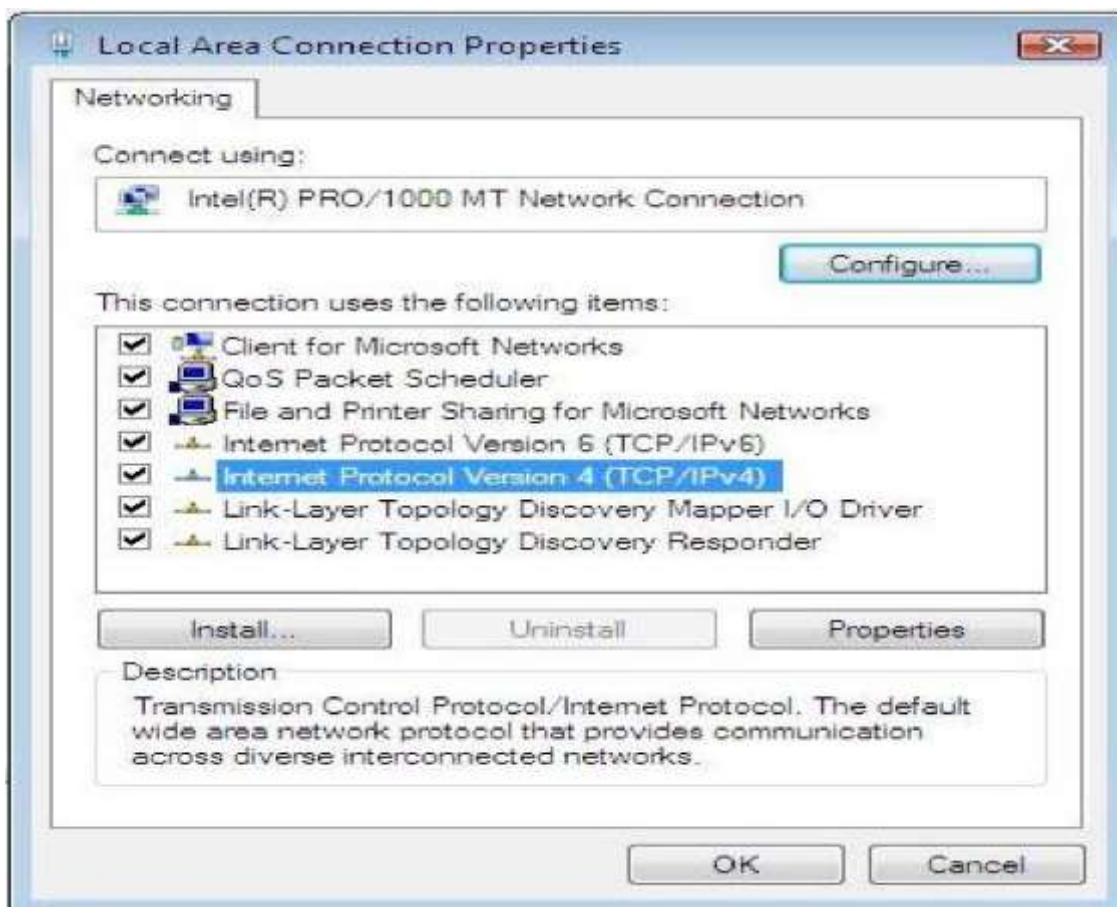 Local Area Connection Properties
Networking
Connect using:
Intel(R) PRO/1000 MT Network Connection
Configure...
This connection uses the following items:
Client for Microsoft Networks
QoS Packet Scheduler
File and Printer Sharing for Microsoft Networks
Internet Protocol Version 6 (TCP/IPv6)
Internet Protocol Version 4 (TCP/IPv4)
Link-Layer Topology Discovery Mapper I/O Driver
Link-Layer Topology Discovery Responder
Install... Uninstall Properties
Description
Transmission Control Protocol/Internet Protocol. The default
wide area network protocol that provides communication
across diverse interconnected networks.
OK Cancel